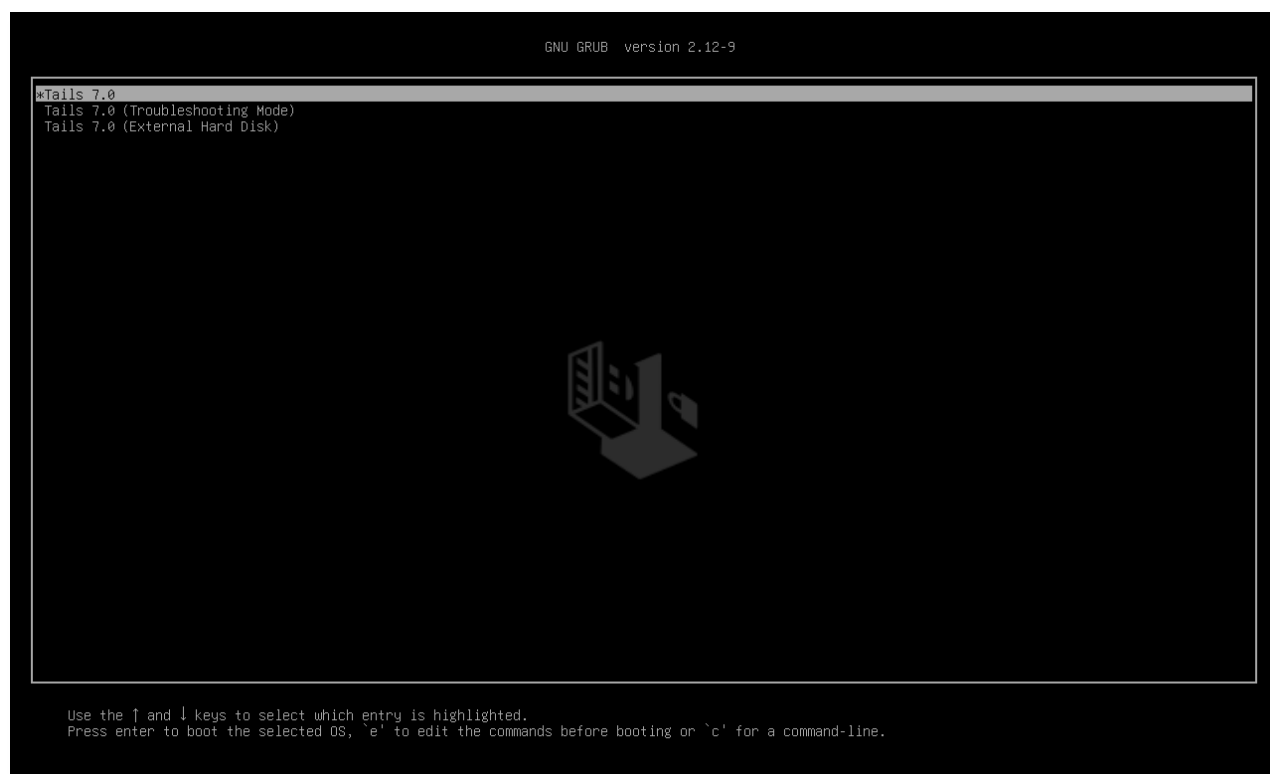 GNU GRUB  version 2.12-9
*Tails 7.0
Tails 7.0 (Troubleshooting Mode)
Tails 7.0 (External Hard Disk)
Use the ↑ and ↓ keys to select which entry is highlighted.
Press enter to boot the selected OS, `e' to edit the commands before booting or `c' for a command-line.